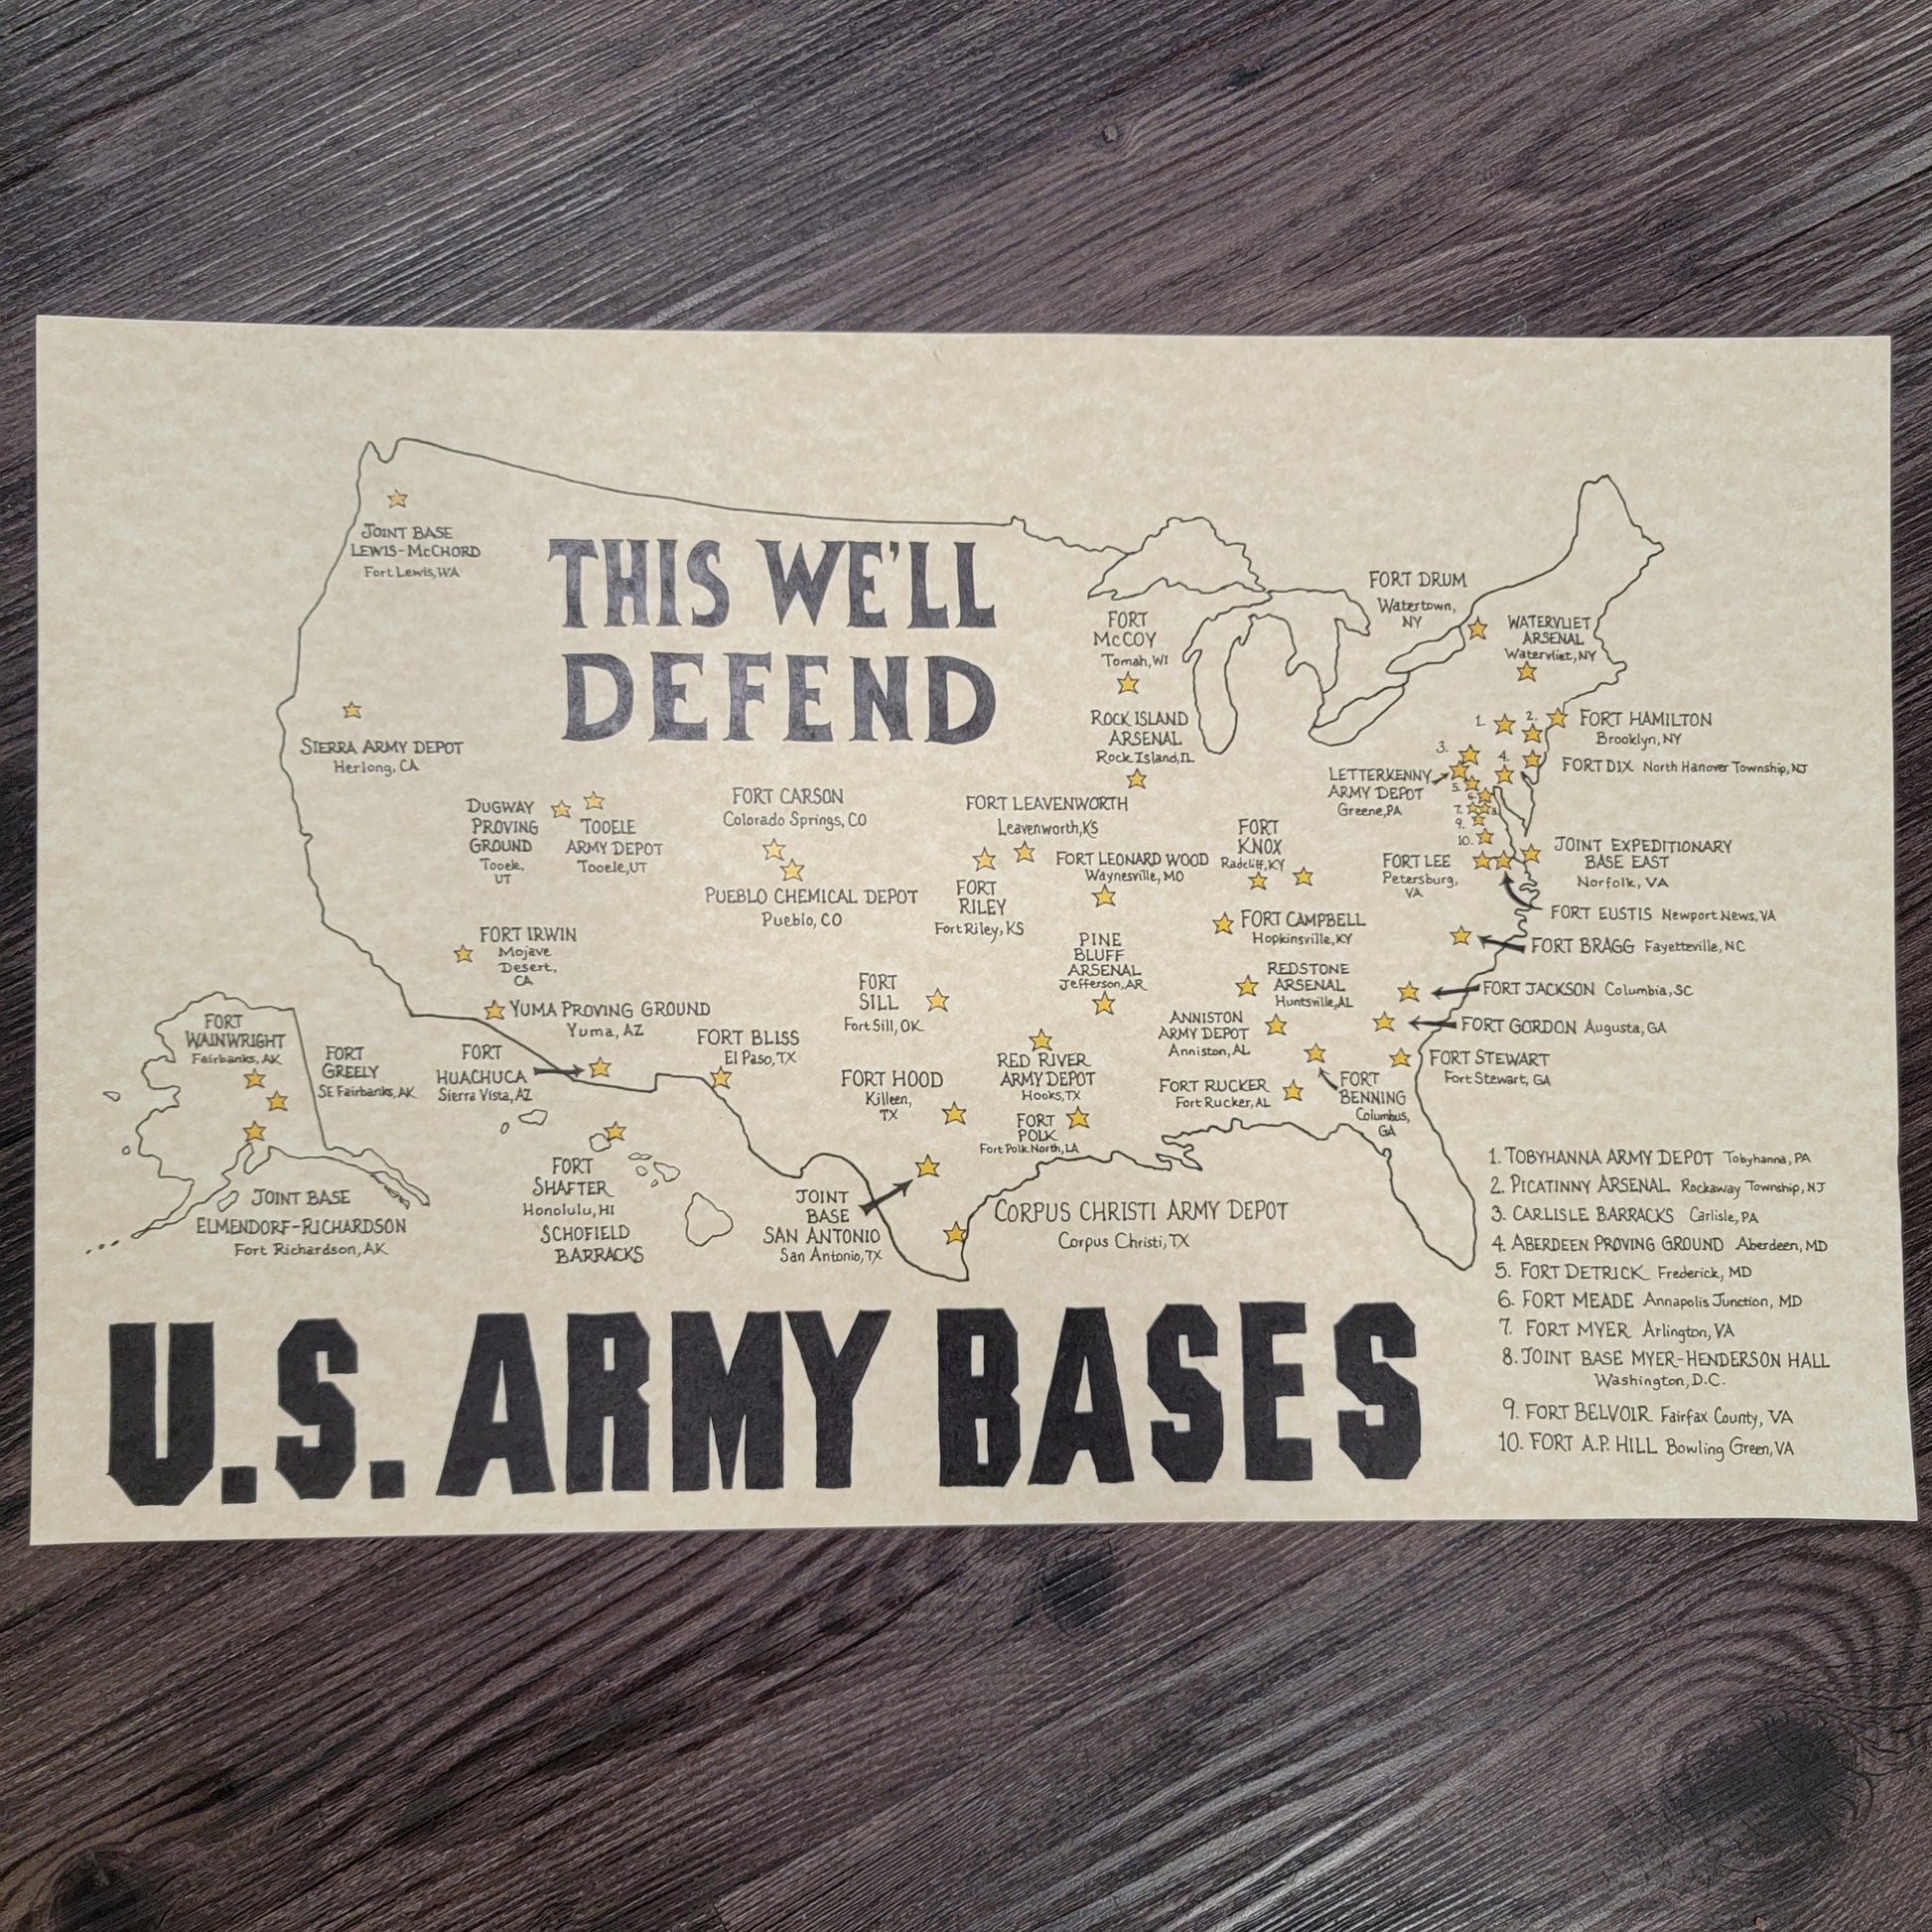 THIS WE'LL
DEFEND
JOINT BASE
LEWIS-McCHORD
Fort Lewis, WA
SIERRA ARMY DEPOT
Herlong, CA
DUGWAY
PROVING
GROUND
Tooele,
UT
TOOELE
ARMY DEPOT
Tooele, UT
FORT CARSON
Colorado Springs, CO
PUEBLO CHEMICAL DEPOT
Pueblo, CO
FORT IRWIN
Mojave
Desert,
CA
YUMA PROVING GROUND
Yuma, AZ
FORT
HUACHUCA
Sierra Vista, AZ
FORT BLISS
El Paso, TX
FORT
WAINWRIGHT
Fairbanks, AK
FORT
GREELY
SE Fairbanks, AK
JOINT BASE
ELMENDORF-RICHARDSON
Fort Richardson, AK
FORT
SHAFTER
Honolulu, HI
SCHOFIELD
BARRACKS
FORT
McCOY
Tomah, WI
ROCK ISLAND
ARSENAL
Rock Island, IL
FORT LEAVENWORTH
Leavenworth, KS
FORT
RILEY
Fort Riley, KS
FORT LEONARD WOOD
Waynesville, MO
FORT
KNOX
Radcliff, KY
FORT CAMPBELL
Hopkinsville, KY
PINE
BLUFF
ARSENAL
Jefferson, AR
FORT
SILL
Fort Sill, OK
REDSTONE
ARSENAL
Huntsville, AL
ANNISTON
ARMY DEPOT
Anniston, AL
RED RIVER
ARMY DEPOT
Hooks, TX
FORT HOOD
Killeen,
TX
FORT
POLK
Fort Polk North, LA
FORT RUCKER
Fort Rucker, AL
FORT
BENNING
Columbus,
GA
JOINT
BASE
SAN ANTONIO
San Antonio, TX
CORPUS CHRISTI ARMY DEPOT
Corpus Christi, TX
FORT DRUM
Watertown,
NY
WATERVLIET
ARSENAL
Watervliet, NY
1.
2.
3.
4.
5.
6.
7.
8.
9.
10.
FORT HAMILTON
Brooklyn, NY
FORT DIX North Hanover Township, NJ
LETTERKENNY
ARMY DEPOT
Greene, PA
JOINT EXPEDITIONARY
BASE EAST
Norfolk, VA
FORT LEE
Petersburg,
VA
FORT EUSTIS Newport News, VA
FORT BRAGG Fayetteville, NC
FORT JACKSON Columbia, SC
FORT GORDON Augusta, GA
FORT STEWART
Fort Stewart, GA
1. TOBYHANNA ARMY DEPOT Tobyhanna, PA
2. PICATINNY ARSENAL Rockaway Township, NJ
3. CARLISLE BARRACKS Carlisle, PA
4. ABERDEEN PROVING GROUND Aberdeen, MD
5. FORT DETRICK Frederick, MD
6. FORT MEADE Annapolis Junction, MD
7. FORT MYER Arlington, VA
8. JOINT BASE MYER-HENDERSON HALL
Washington, D.C.
9. FORT BELVOIR Fairfax County, VA
10. FORT A.P. HILL Bowling Green, VA
U.S. ARMY BASES